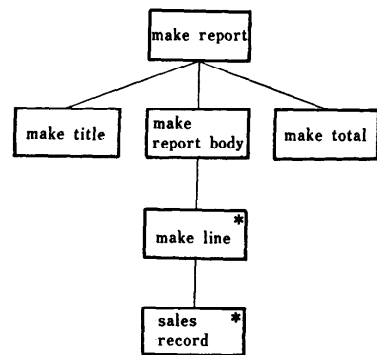 make report
make title
make
report body
make total
make line *
sales *
record